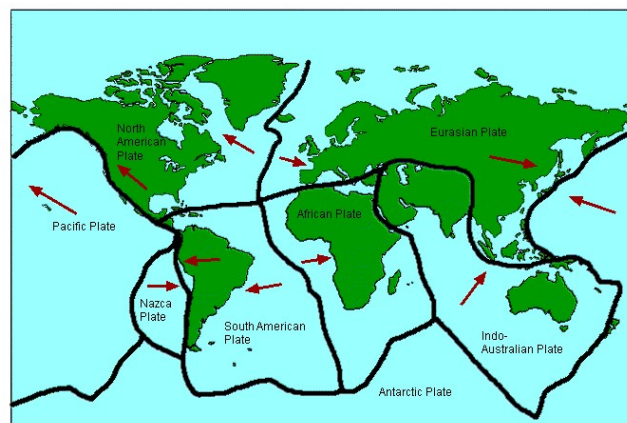 North
American
Plate
Eurasian Plate
African Plate
Pacific Plate
Nazca
Plate
South American
Plate
Indo-
Australian Plate
Antarctic Plate